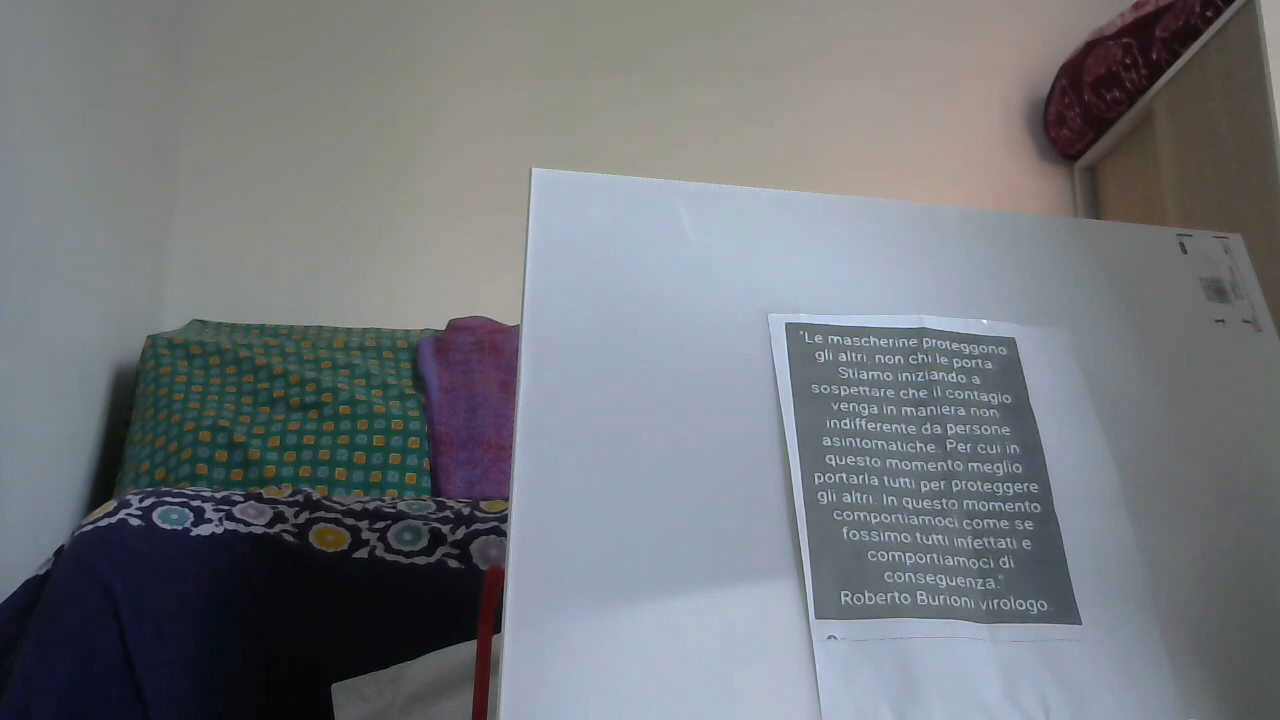 "Le mascherine proteggono
gli altri, non chi le porta.
Stiamo iniziando a
sospettare che il contagio
venga in maniera non
indifferente da persone
asintomatiche. Per cui in
questo momento meglio
portarla tutti per proteggere
gli altri. In questo momento
comportiamoci come se
fossimo tutti infettati e
comportiamoci di
conseguenza."
Roberto Burioni virologo.